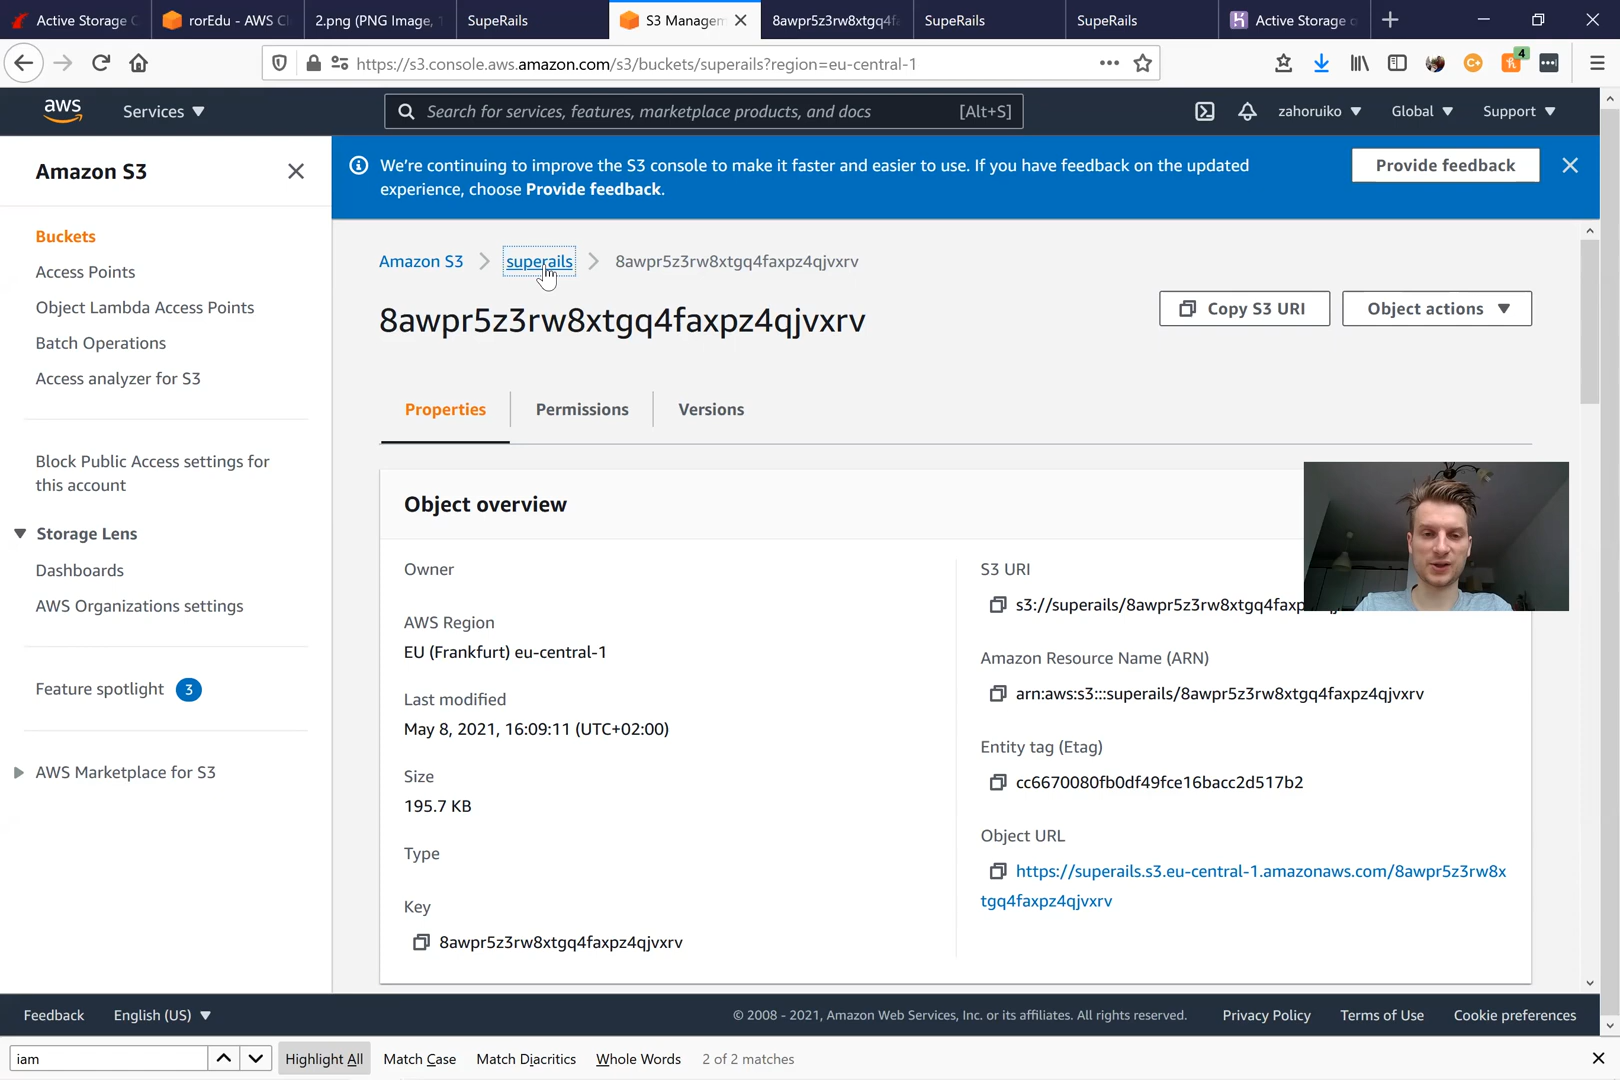 Active Storage
rorEdu - AWS
2.png (PNG Image,
SupeRails
S3 Managem
8awpr5z3rw8xtgq4f
SupeRails
SupeRails
Active Storage
https://s3.console.aws.amazon.com/s3/buckets/superails?region=eu-central-1
4
aws
Services
Search for services, features, marketplace products, and docs [Alt+S]
zahoruiko
Global
Support
Amazon S3
Buckets
Access Points
Object Lambda Access Points
Batch Operations
Access analyzer for S3
Block Public Access settings for
this account
Storage Lens
Dashboards
AWS Organizations settings
Feature spotlight 3
AWS Marketplace for S3
We're continuing to improve the S3 console to make it faster and easier to use. If you have feedback on the updated
experience, choose Provide feedback.
Provide feedback
Amazon S3 superails 8awpr5z3rw8xtgq4faxpz4qjvxrv
8awpr5z3rw8xtgq4faxpz4qjvxrv
Copy S3 URI
Object actions
Properties
Permissions
Versions
Object overview
Owner
AWS Region
EU (Frankfurt) eu-central-1
Last modified
May 8, 2021, 16:09:11 (UTC+02:00)
Size
195.7 KB
Type
Key
8awpr5z3rw8xtgq4faxpz4qjvxrv
S3 URI
s3://superails/8awpr5z3rw8xtgq4faxp
Amazon Resource Name (ARN)
arn:aws:s3:::superails/8awpr5z3rw8xtgq4faxpz4qjvxrv
Entity tag (Etag)
cc6670080fb0df49fce16bacc2d517b2
Object URL
https://superails.s3.eu-central-1.amazonaws.com/8awpr5z3rw8x
tgq4faxpz4qjvxrv
Feedback
English (US)
© 2008 - 2021, Amazon Web Services, Inc. or its affiliates. All rights reserved.
Privacy Policy
Terms of Use
Cookie preferences
iam
Highlight All
Match Case
Match Diacritics
Whole Words
2 of 2 matches